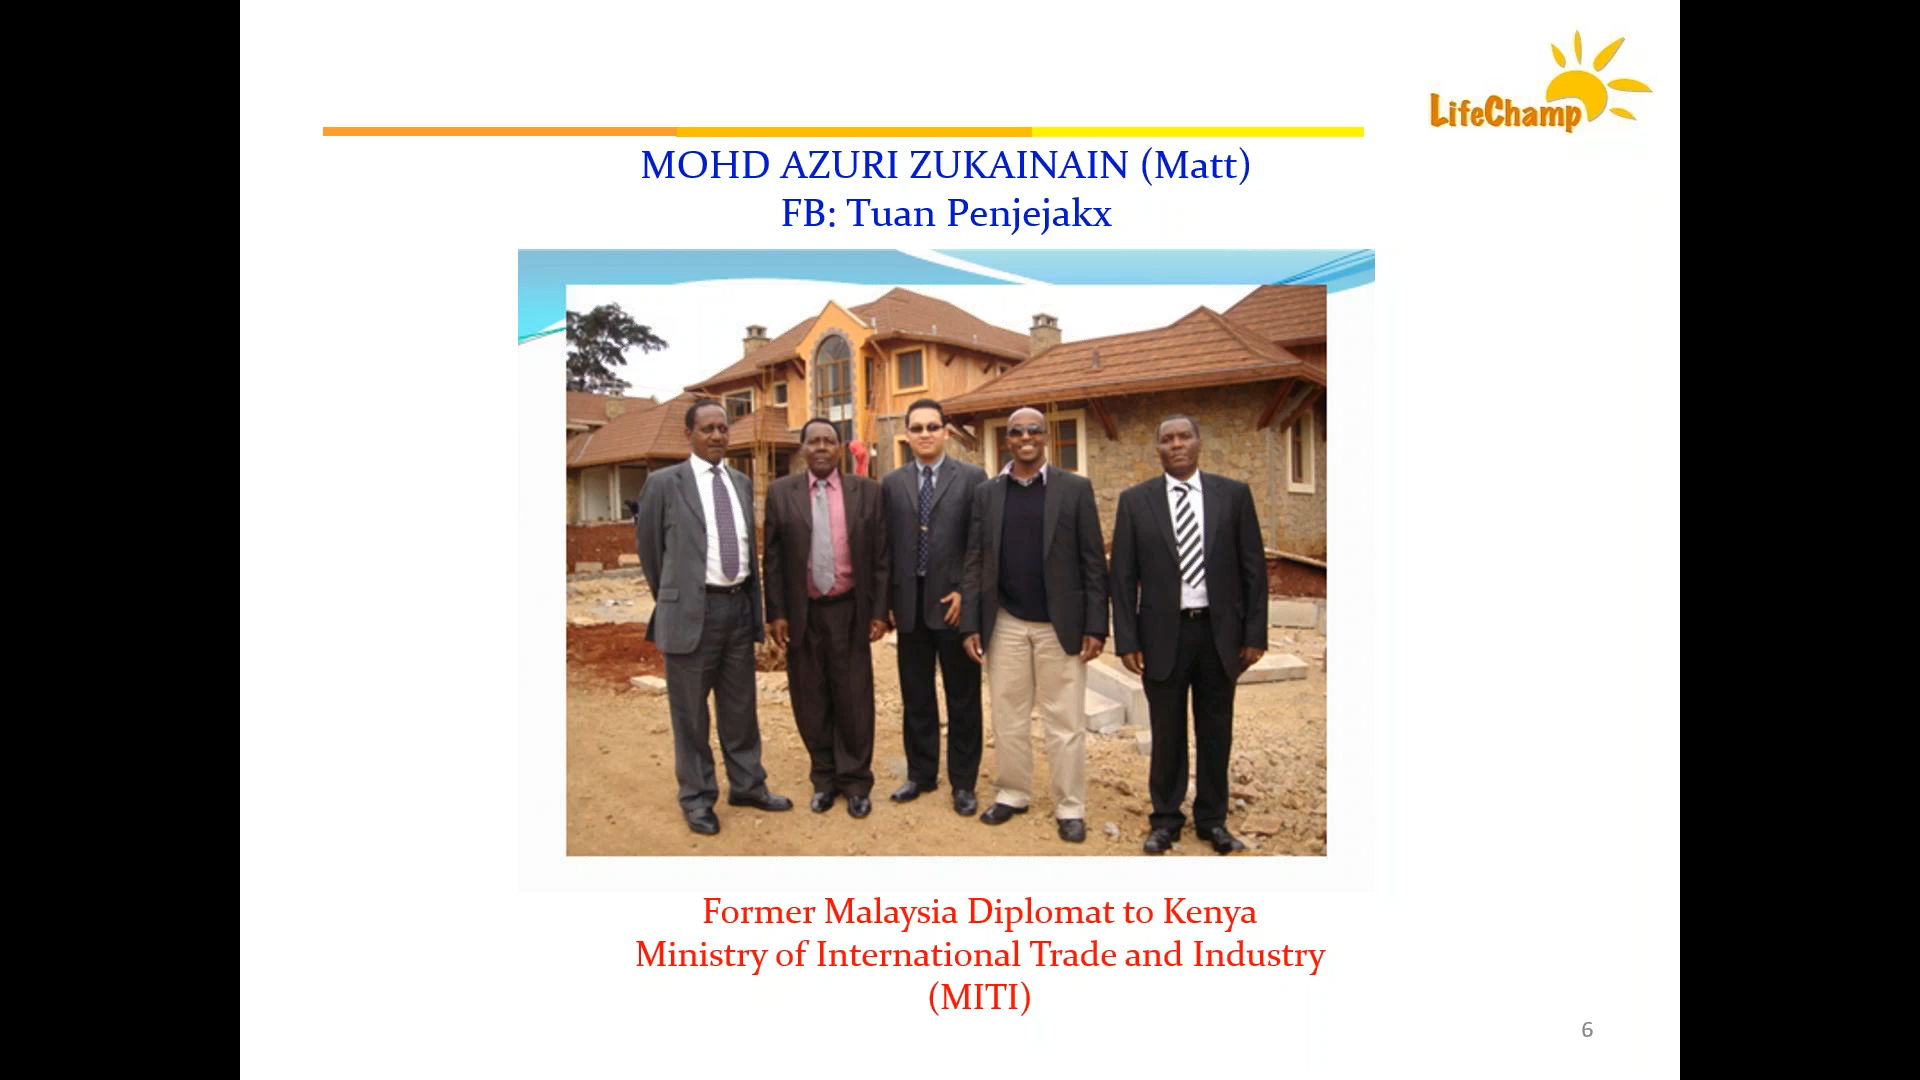 LifeChamp
MOHD AZURI ZUKAINAIN (Matt)
FB: Tuan Penjejakx
Former Malaysia Diplomat to Kenya
Ministry of International Trade and Industry
(MITI)
6